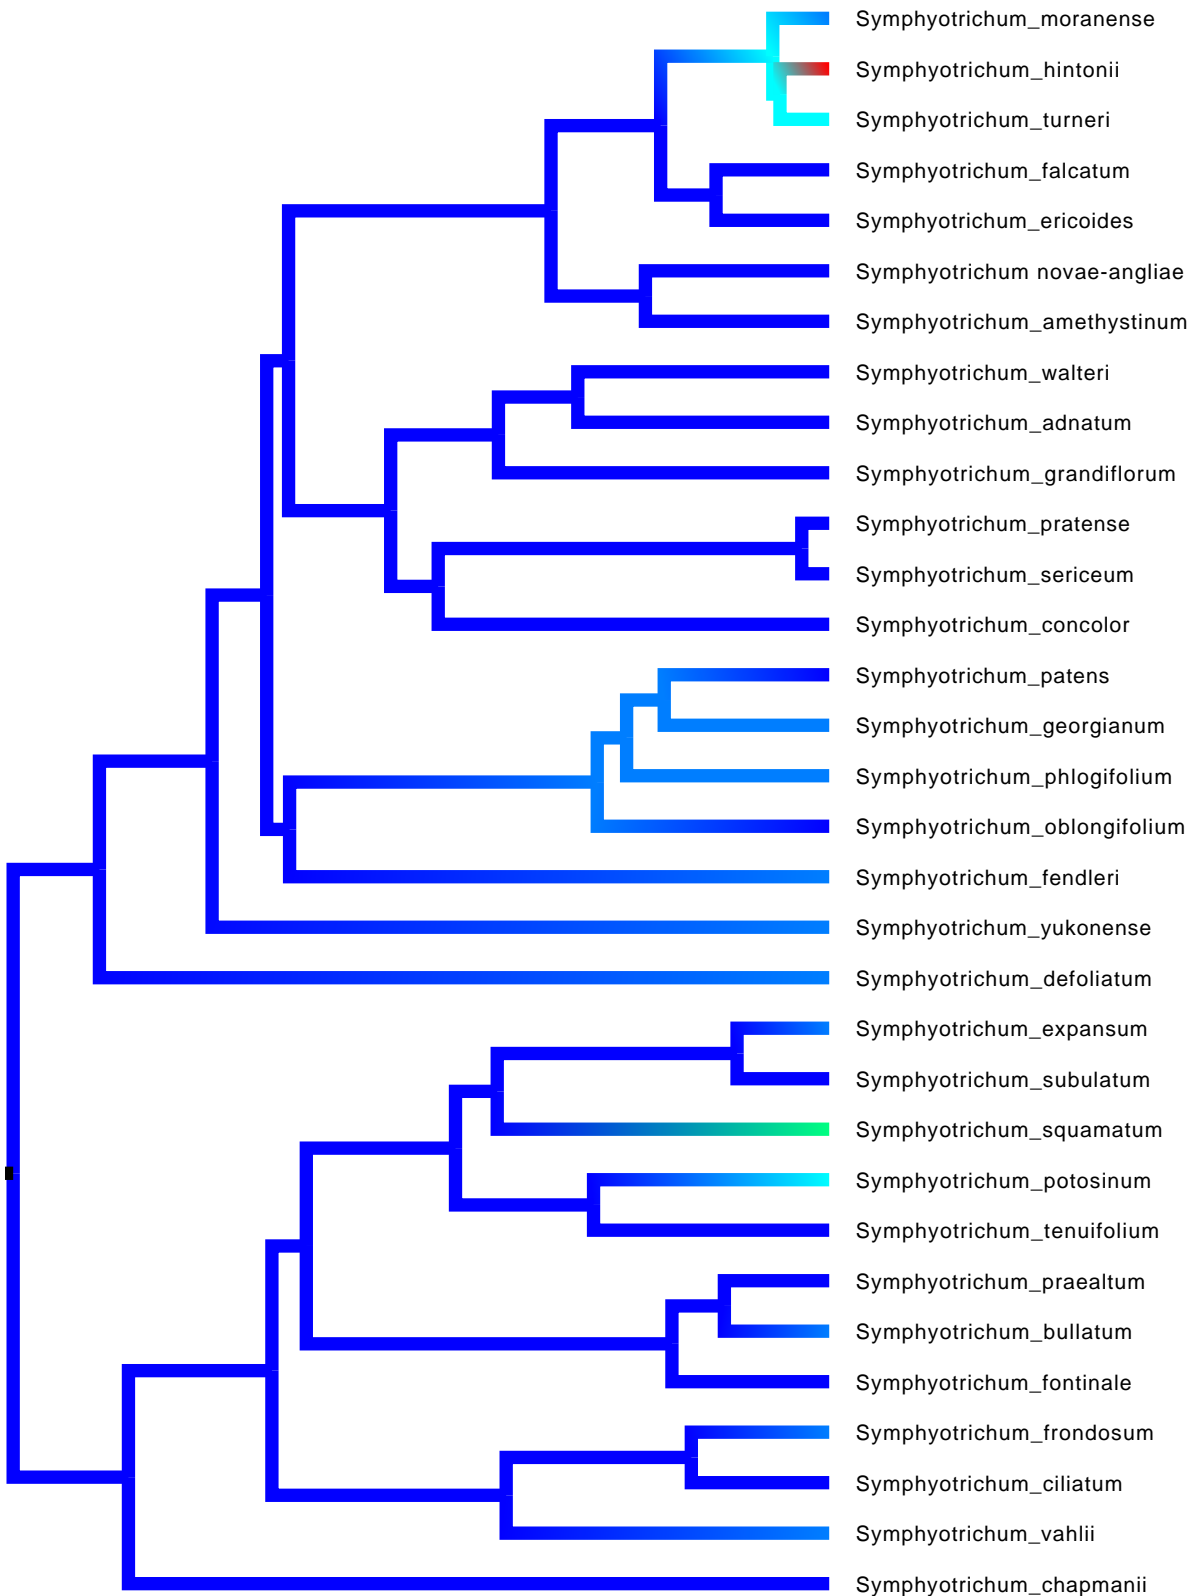 Symphyotrichum_moranense
Symphyotrichum_hintonii
Symphyotrichum_turneri
Symphyotrichum_falcatum
Symphyotrichum_ericoides
Symphyotrichum novae-angliae
Symphyotrichum_amethystinum
Symphyotrichum_walteri
Symphyotrichum_adnatum
Symphyotrichum_grandiflorum
Symphyotrichum_pratense
Symphyotrichum_sericeum
Symphyotrichum_concolor
Symphyotrichum_patens
Symphyotrichum_georgianum
Symphyotrichum_phlogifolium
Symphyotrichum_oblongifolium
Symphyotrichum_fendleri
Symphyotrichum_yukonense
Symphyotrichum_defoliatum
Symphyotrichum_expansum
Symphyotrichum_subulatum
Symphyotrichum_squamatum
Symphyotrichum_potosinum
Symphyotrichum_tenuifolium
Symphyotrichum_praealtum
Symphyotrichum_bullatum
Symphyotrichum_fontinale
Symphyotrichum_frondosum
Symphyotrichum_ciliatum
Symphyotrichum_vahlii
Symphyotrichum_chapmanii